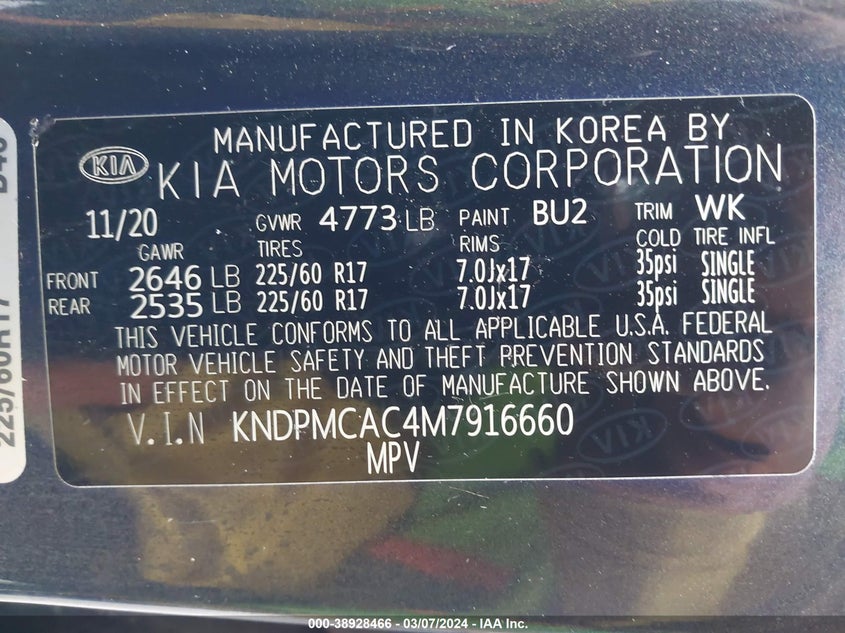 MANUFACTURED IN KOREA BY
KIA KIA MOTORS CORPORATION
11/20 GVWR 4773 LB PAINT BU2 TRIM WK
GAWR TIRES RIMS COLD TIRE INFL
FRONT 2646 LB 225/60 R17 7.0Jx17 35psi SINGLE
REAR 2535 LB 225/60 R17 7.0Jx17 35psi SINGLE
THIS VEHICLE CONFORMS TO ALL APPLICABLE U.S.A. FEDERAL
MOTOR VEHICLE SAFETY AND THEFT PREVENTION STANDARDS
IN EFFECT ON THE DATE OF MANUFACTURE SHOWN ABOVE.
V.I.N KNDPMCAC4M7916660
MPV
225/60R17
000-38928466 - 03/07/2024 - IAA Inc.